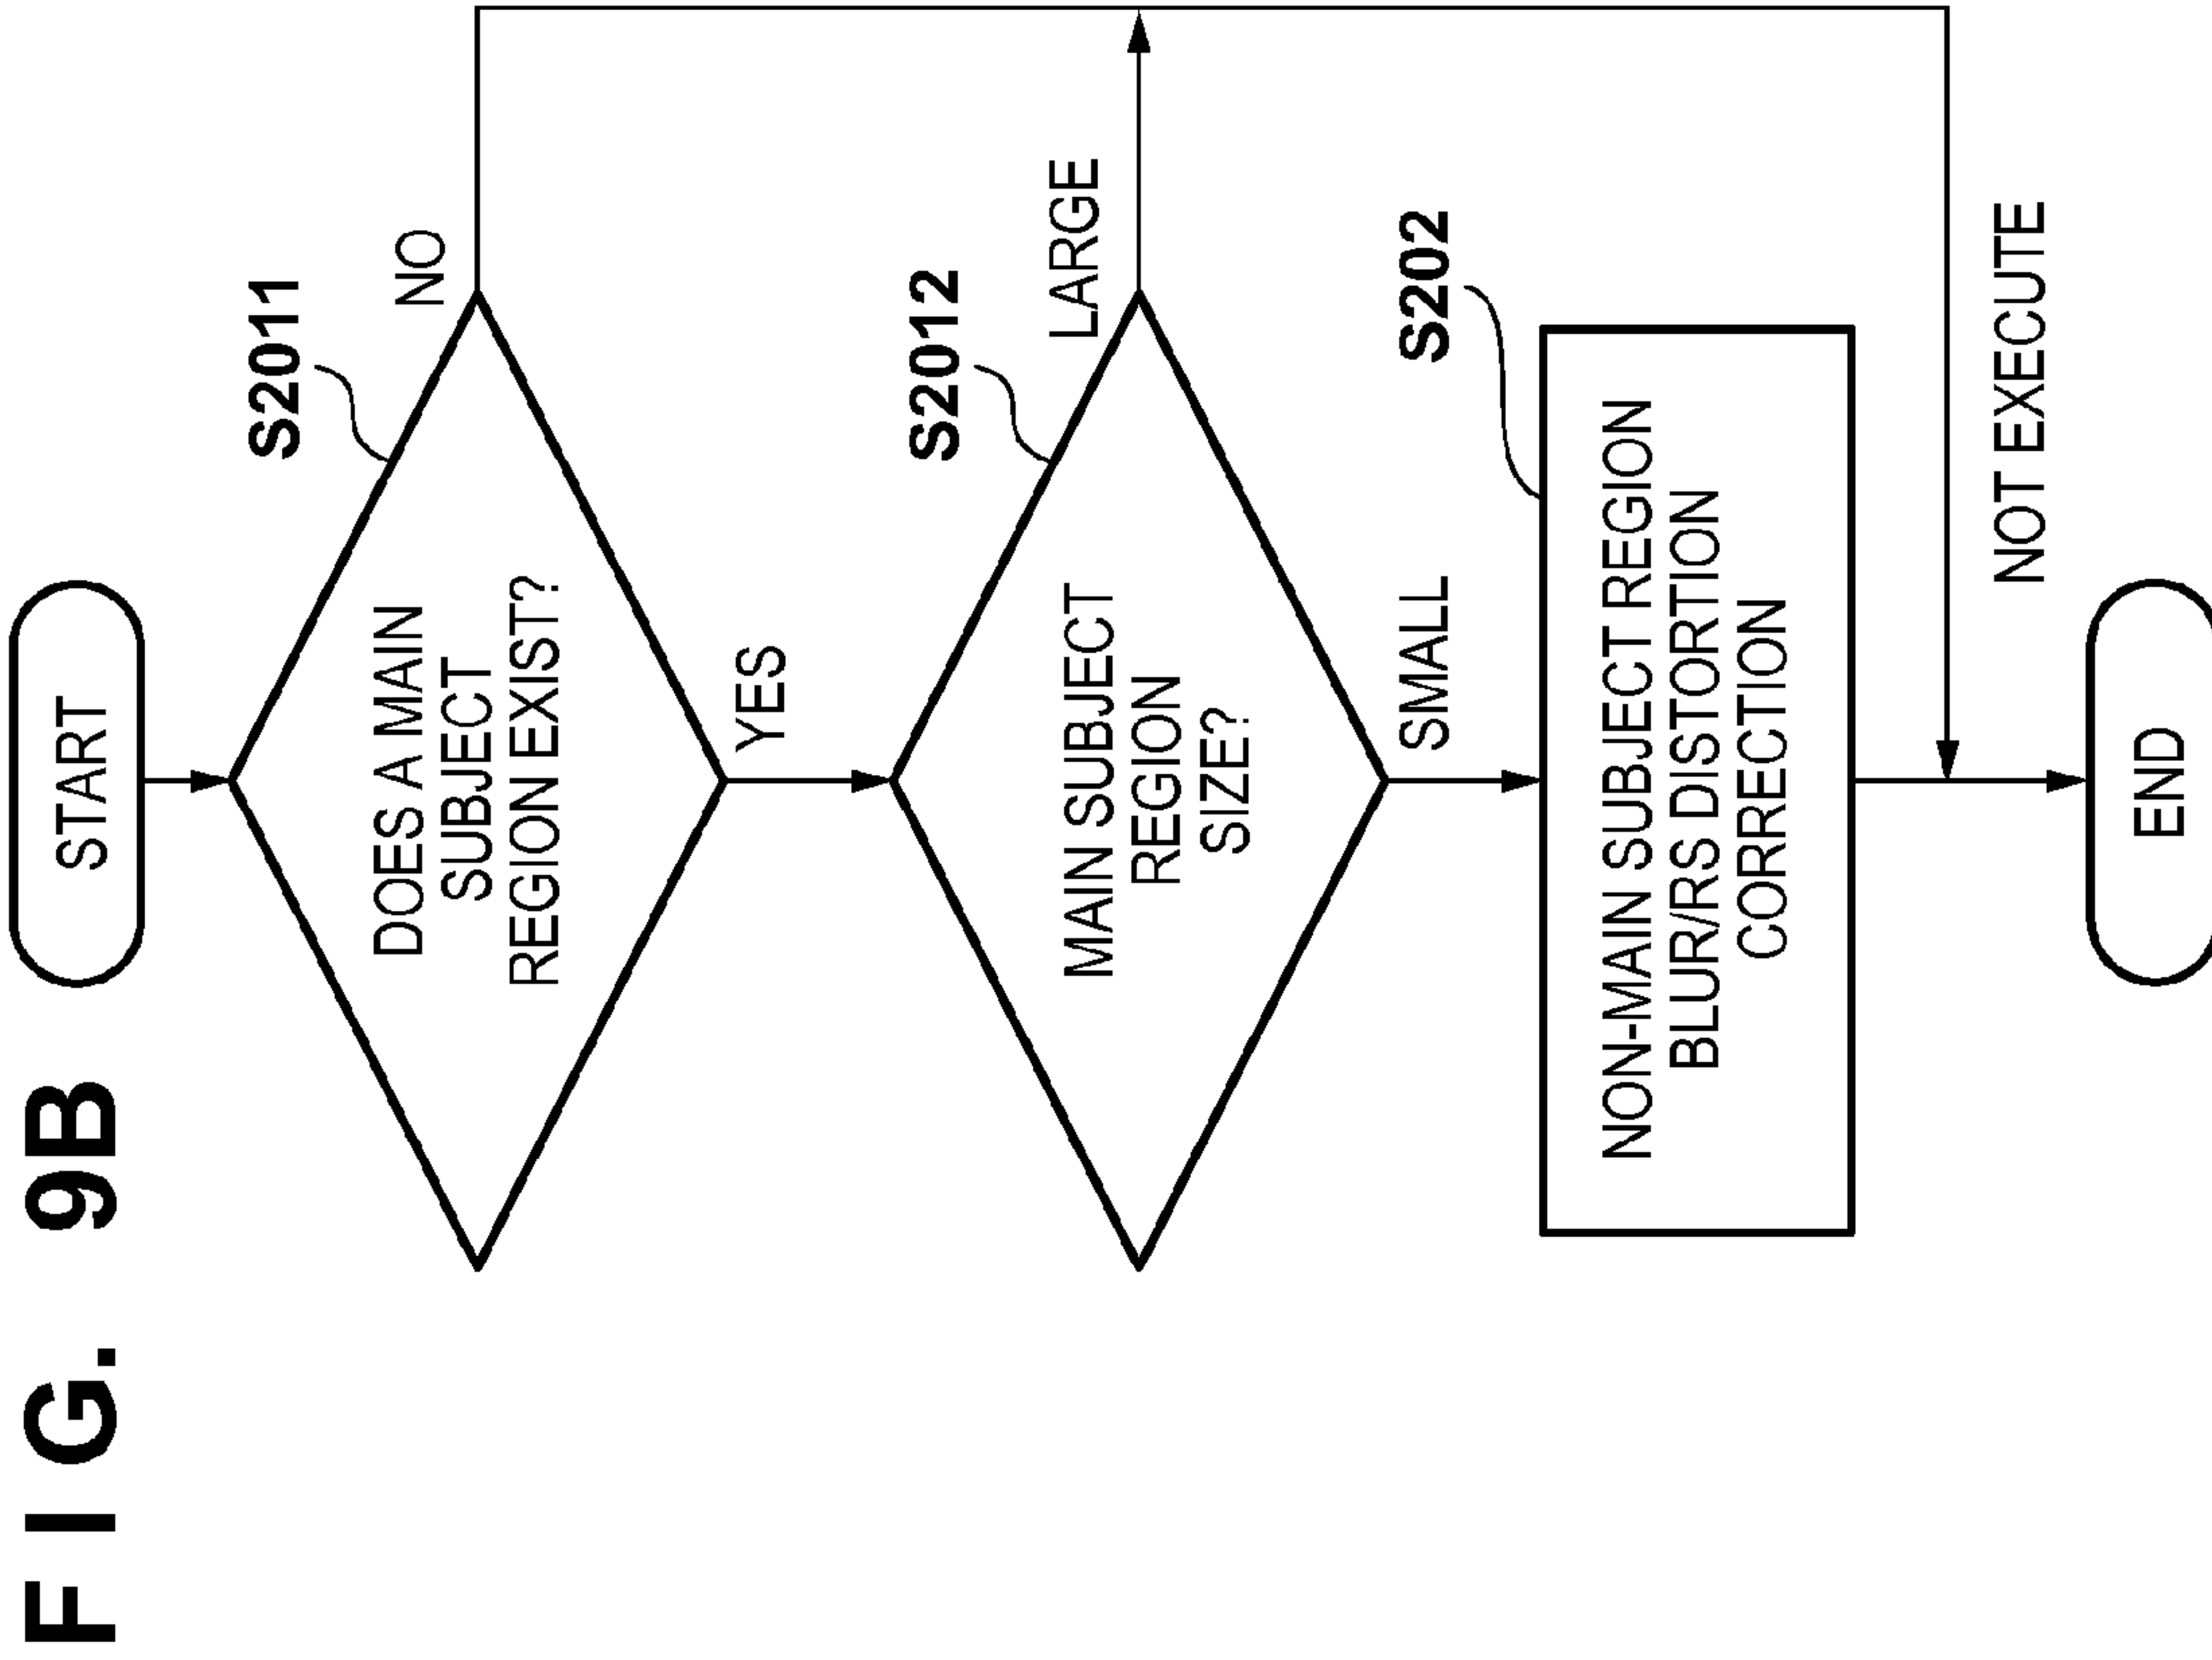 FIG. 9B
START
S2011
DOES A MAIN
SUBJECT
REGION EXIST?
NO
YES
S2012
MAIN SUBJECT
REGION
SIZE?
LARGE
SMALL
S202
NON-MAIN SUBJECT REGION
BLUR/RS DISTORTION
CORRECTION
NOT EXECUTE
END